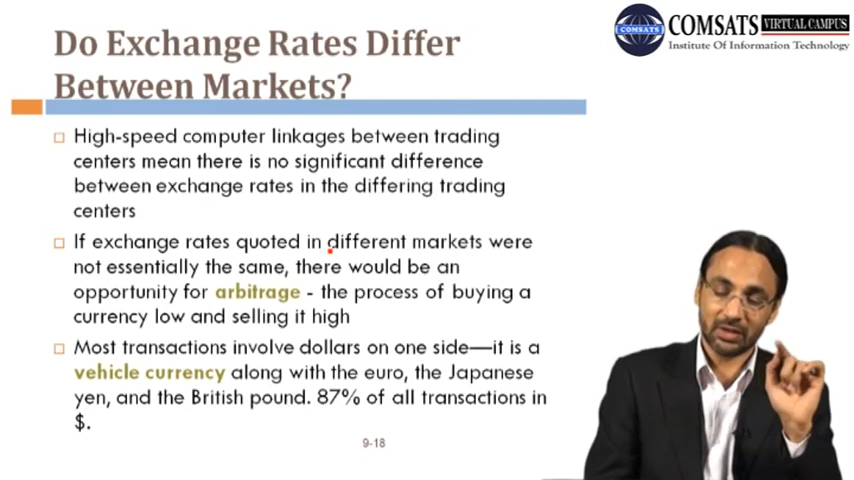 Do Exchange Rates Differ
Between Markets?
COMSATS
COMSATS VIRTUAL CAMPUS
Institute Of Information Technology
High-speed computer linkages between trading
centers mean there is no significant difference
between exchange rates in the differing trading
centers
If exchange rates quoted in different markets were
not essentially the same, there would be an
opportunity for arbitrage - the process of buying a
currency low and selling it high
Most transactions involve dollars on one side—it is a
vehicle currency along with the euro, the Japanese
yen, and the British pound. 87% of all transactions in
$.
9-18